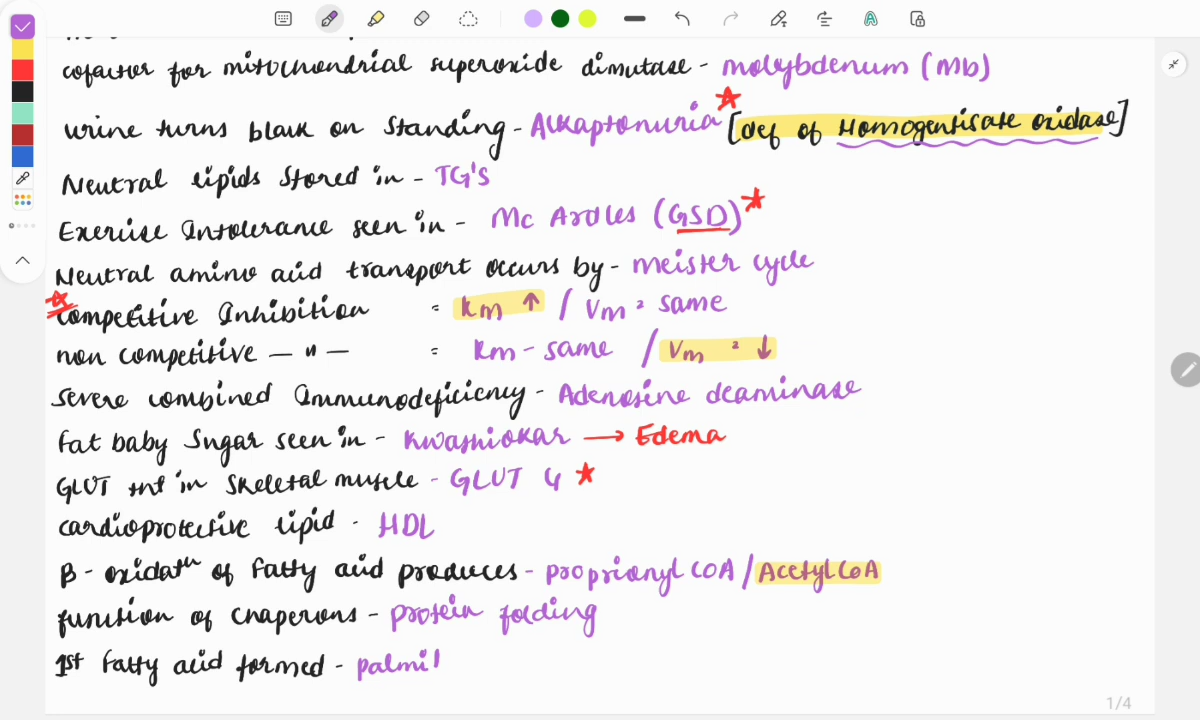 cofactor for mitochondrial superoxide dimutase - molybdenum (Mb)
urine turns black on standing - Alkaptonuria [def of Homogentisate oxidase]
Neutral lipids stored in - TG's
Exercise Intolerance seen in - Mc Ardles (GSD)
Neutral amino acid transport occurs by - meister cycle
competitive Inhibition = Km ↑ / Vm = same
non competitive — " — = Km - same / Vm = ↓
severe combined Immunodeficiency - Adenosine deaminase
fat baby sugar seen in - Kwashiokar → Edema
GLUT in skeletal muscle - GLUT 4
cardioprotective lipid - HDL
β - oxidatⁿ of fatty acid produces - proprionyl COA / Acetyl CoA
function of chaperons - protein folding
1st fatty acid formed - palmi
1/4